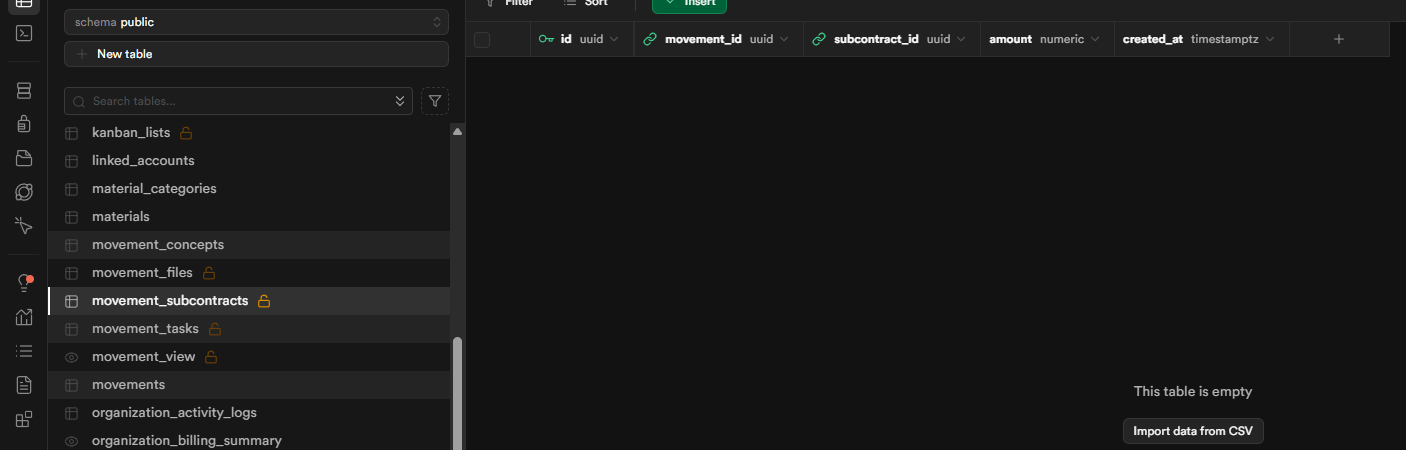 schema public
New table
Search tables...
kanban_lists
linked_accounts
material_categories
materials
movement_concepts
movement_files
movement_subcontracts
movement_tasks
movement_view
movements
organization_activity_logs
organization_billing_summary
Filter Sort Insert
id uuid movement_id uuid subcontract_id uuid amount numeric created_at timestamptz
This table is empty
Import data from CSV